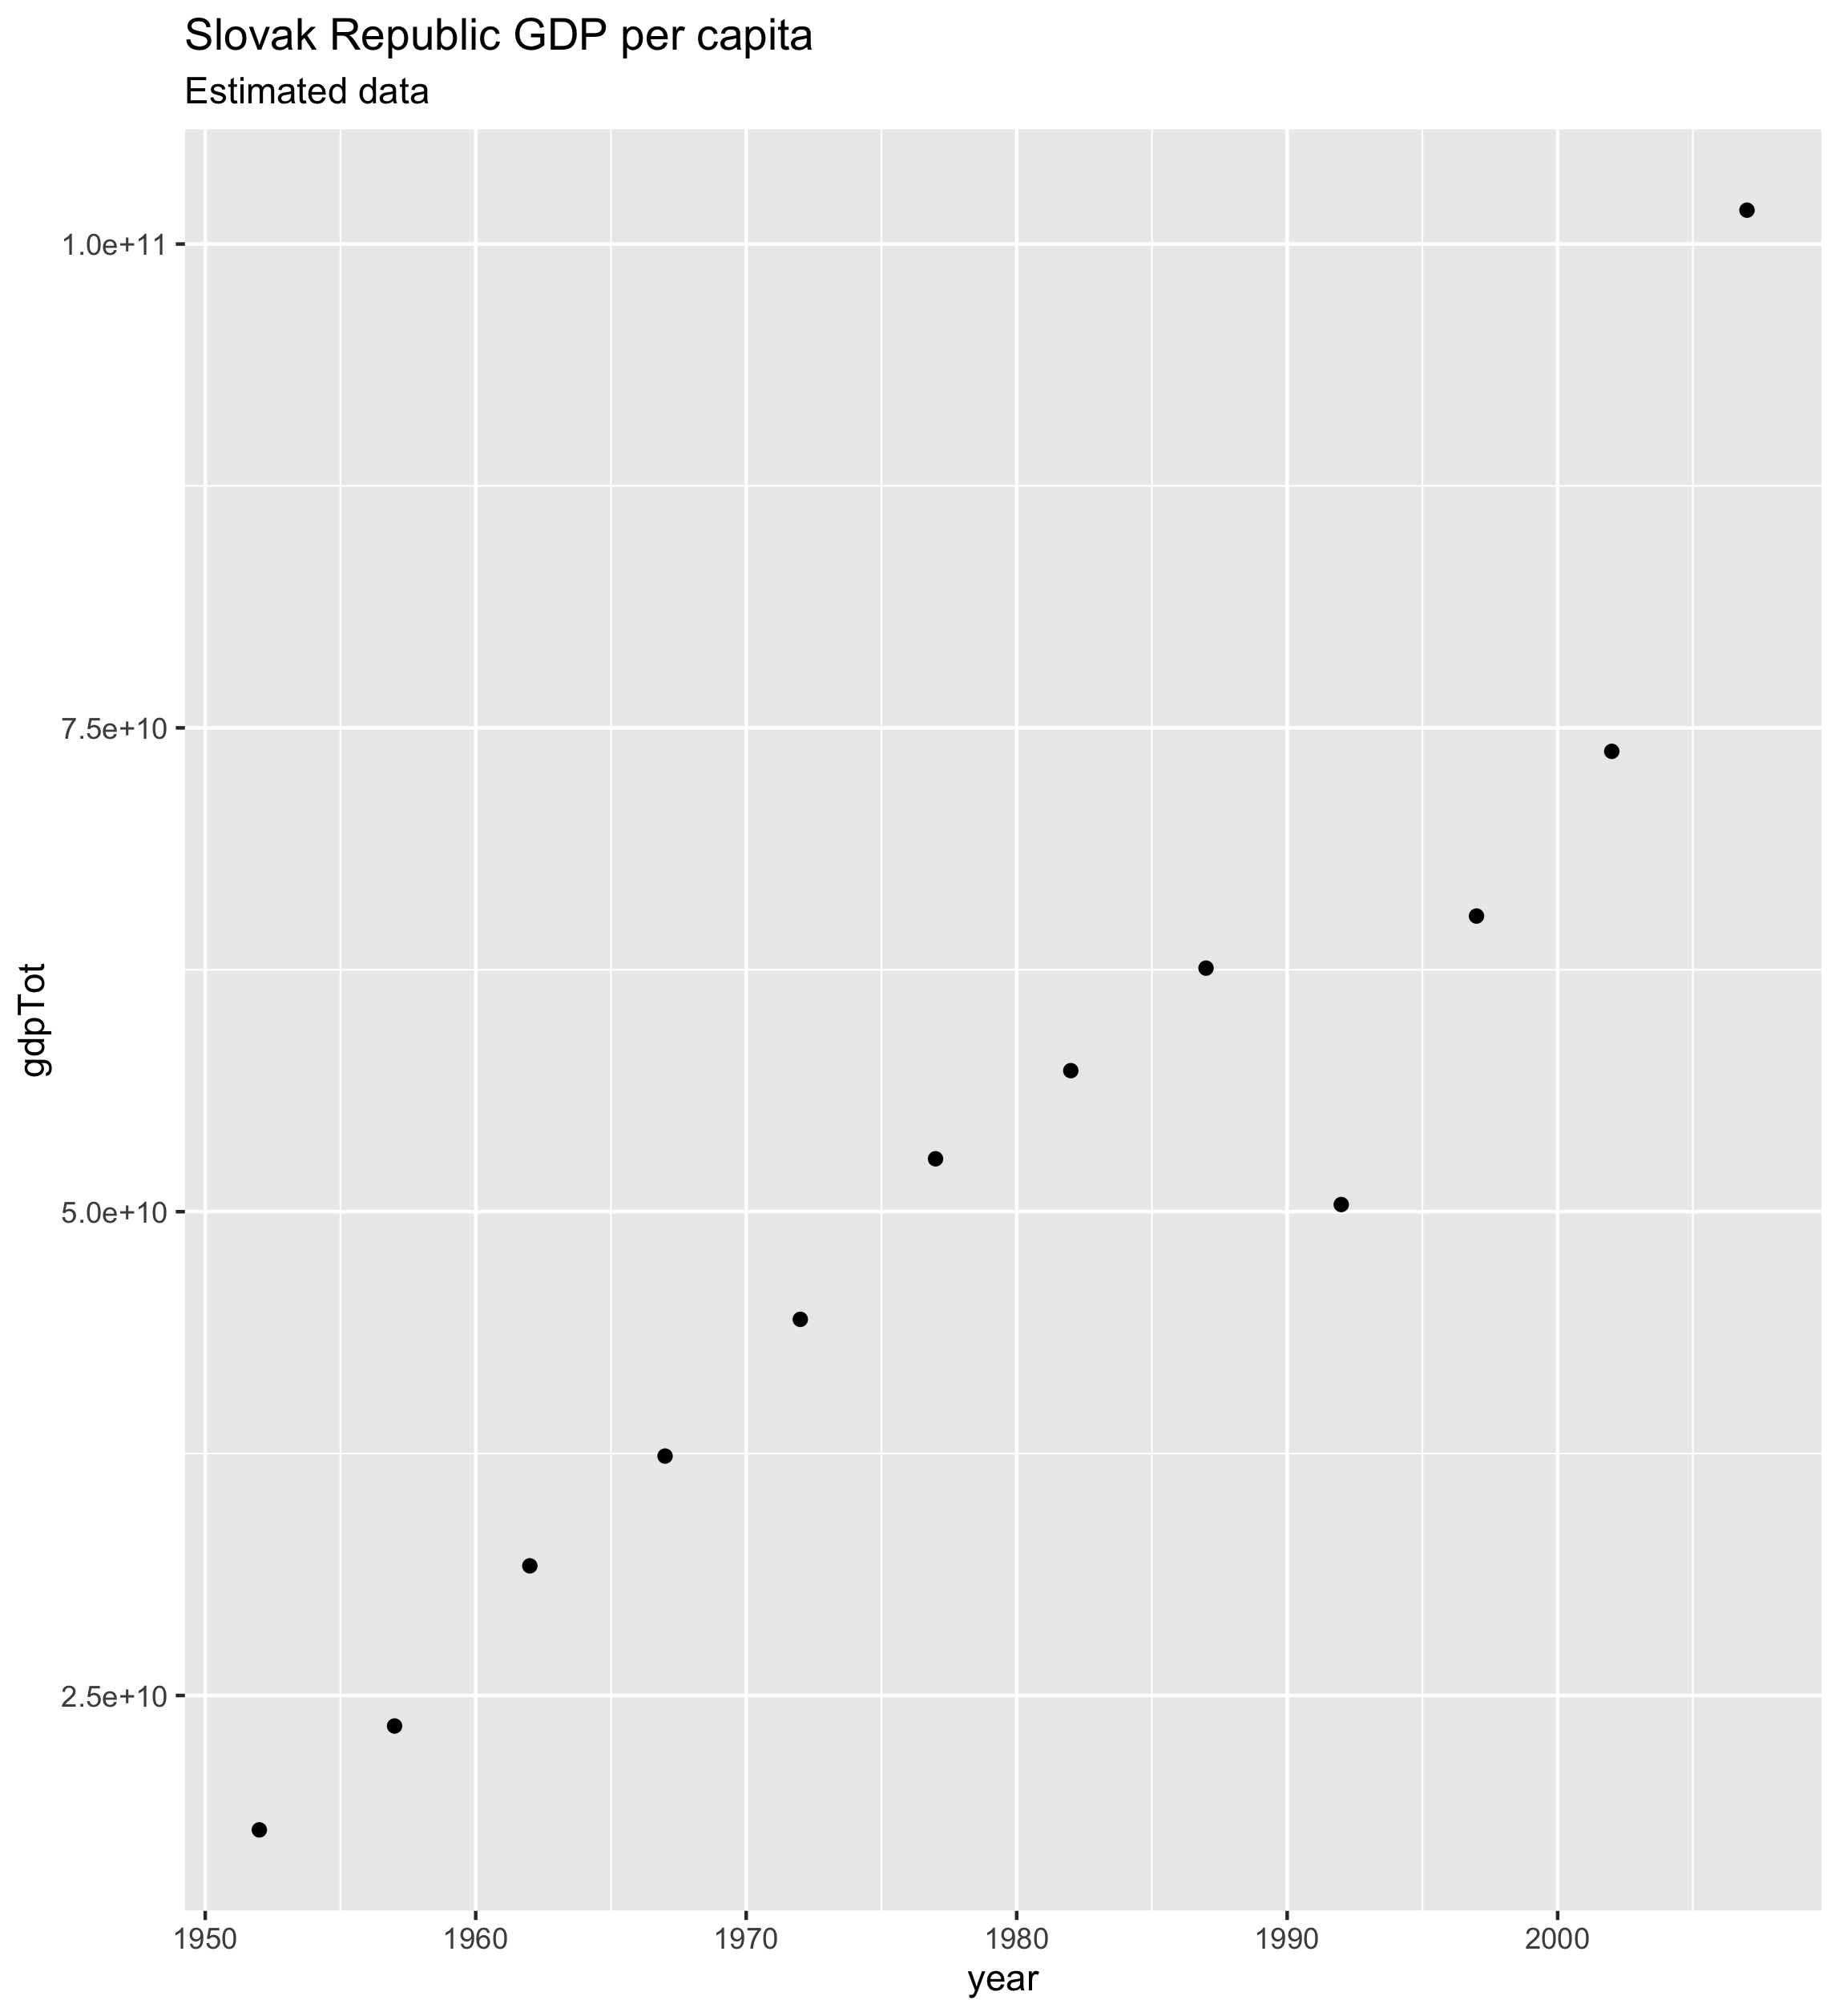 Slovak Republic GDP per capita
Estimated data
1.0e+11
7.5e+10
5.0e+10
2.5e+10
gdpTot
1950 1960 1970 1980 1990 2000
year